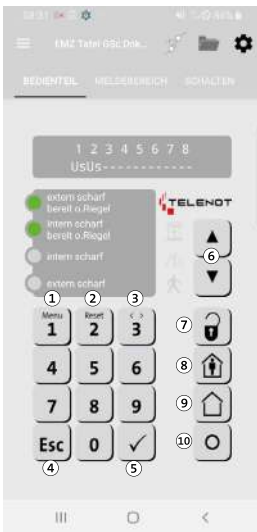 EMZ Tafel GSc.Dok...
BEDIENTEIL MELDEBEREICH SCHALTEN
1 2 3 4 5 6 7 8
UsUs------------
extern scharf
bereit o.Riegel
intern scharf
bereit o.Riegel
intern scharf
extern scharf
TELENOT
6
1 2 3
Menu Reset < >
1 2 3
7
4 5 6
8
7 8 9
9
Esc 0 ✓
10
4 5